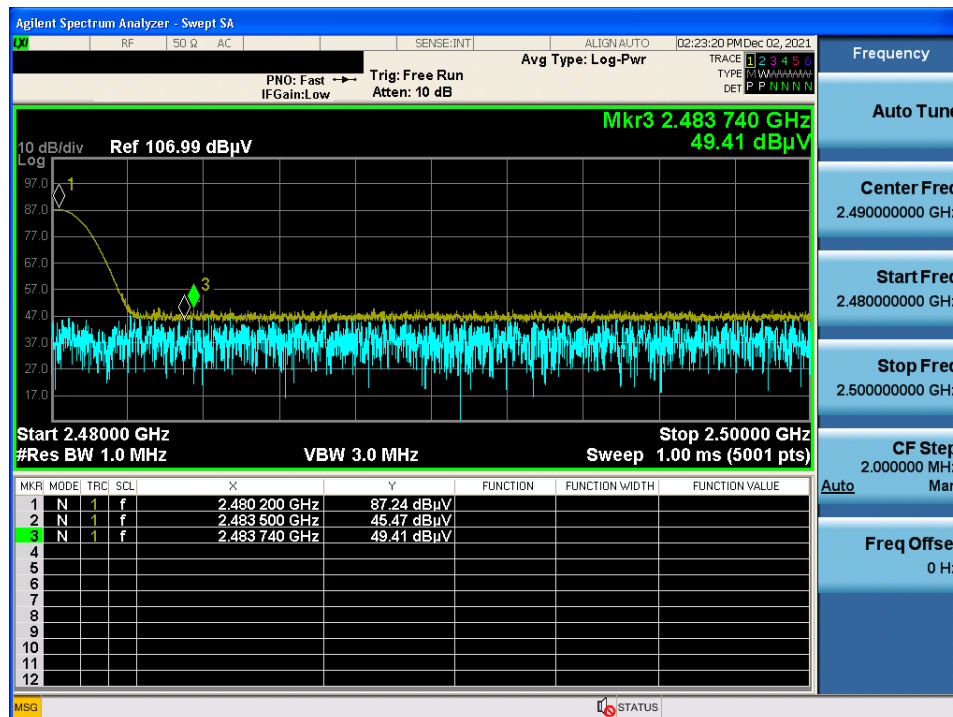 Agilent Spectrum Analyzer - Swept SA
LXI RF 50 Ω AC SENSE:INT ALIGN AUTO 02:23:20 PM Dec 02, 2021
Frequency
Avg Type: Log-Pwr
TRACE 1 2 3 4 5 6
TYPE M W W W W W
DET P P N N N N
PNO: Fast
IFGain:Low
Trig: Free Run
Atten: 10 dB
Mkr3 2.483 740 GHz
49.41 dBµV
10 dB/div
Log
Ref 106.99 dBµV
97.0
87.0
77.0
67.0
57.0
47.0
37.0
27.0
17.0
1
3
Start 2.48000 GHz
Stop 2.50000 GHz
#Res BW 1.0 MHz
VBW 3.0 MHz
Sweep 1.00 ms (5001 pts)
MKR MODE TRC SCL X Y FUNCTION FUNCTION WIDTH FUNCTION VALUE
1 N 1 f 2.480 200 GHz 87.24 dBµV
2 N 1 f 2.483 500 GHz 45.47 dBµV
3 N 1 f 2.483 740 GHz 49.41 dBµV
4
5
6
7
8
9
10
11
12
Auto Tune
Center Freq
2.490000000 GHz
Start Freq
2.480000000 GHz
Stop Freq
2.500000000 GHz
CF Step
2.000000 MHz
Auto Man
Freq Offse
0 Hz
MSG
STATUS